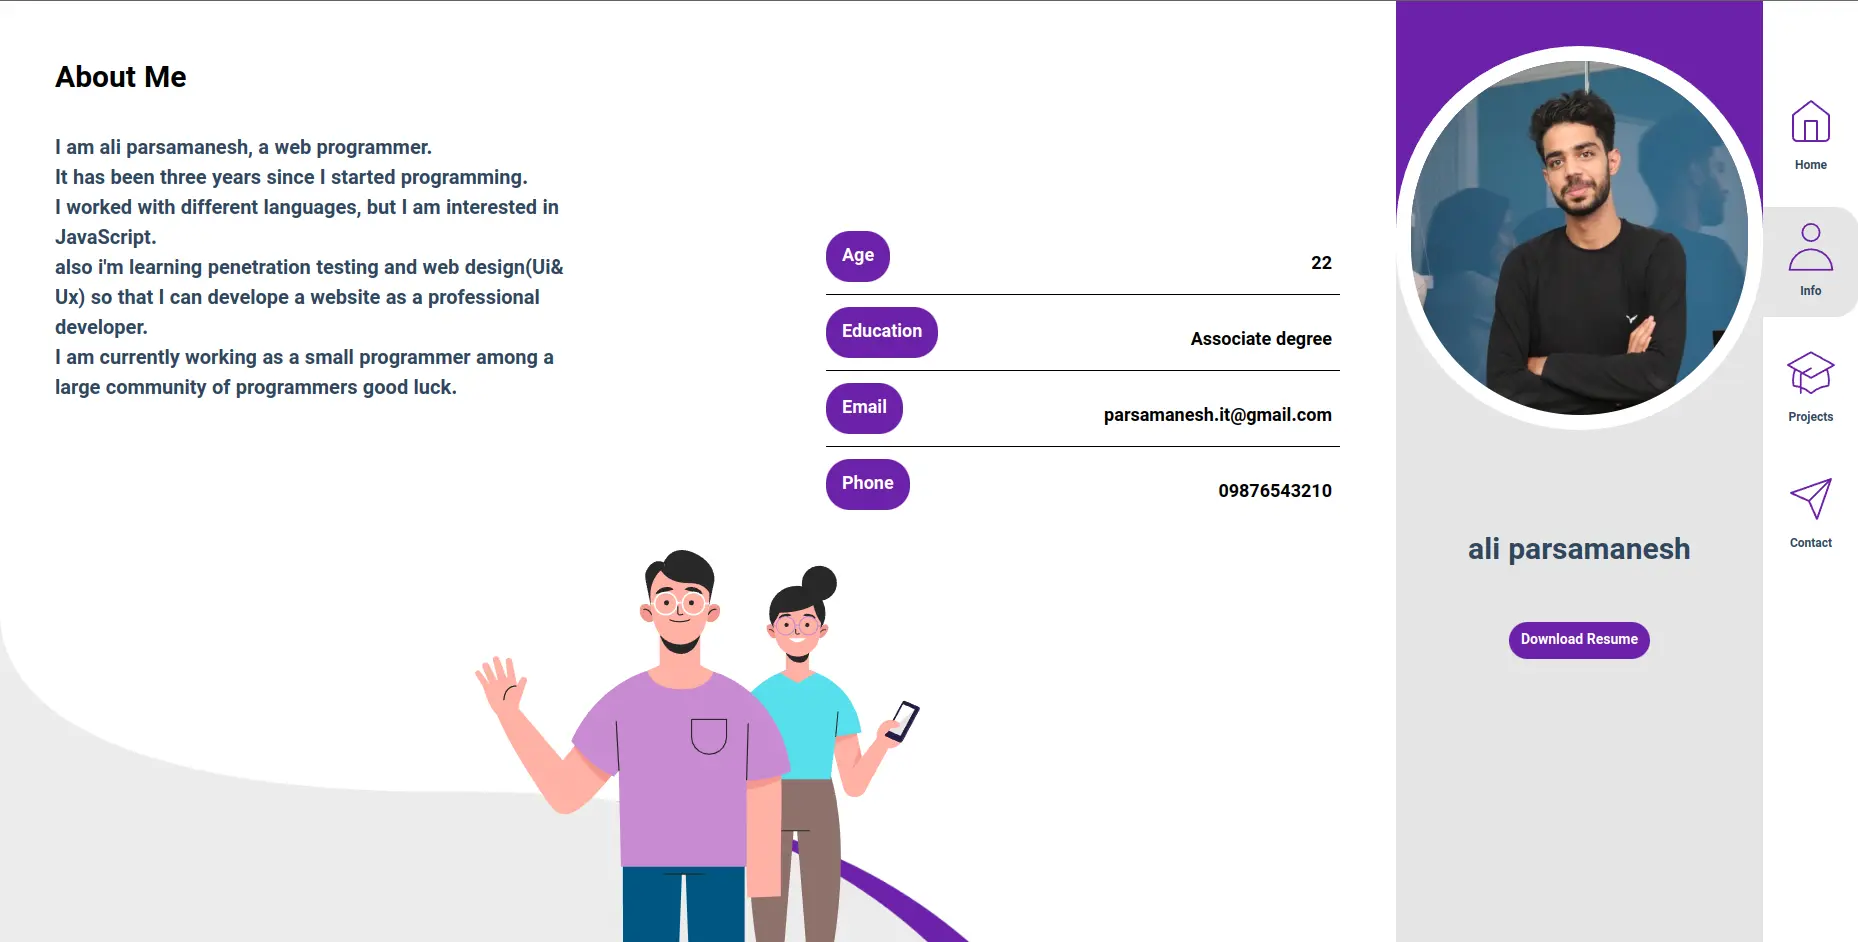 About Me
I am ali parsamanesh, a web programmer.
It has been three years since I started programming.
I worked with different languages, but I am interested in
JavaScript.
also i'm learning penetration testing and web design(Ui&
Ux) so that I can develope a website as a professional
developer.
I am currently working as a small programmer among a
large community of programmers good luck.
Age
22
Education
Associate degree
Email
parsamanesh.it@gmail.com
Phone
09876543210
ali parsamanesh
Download Resume
Home
Info
Projects
Contact